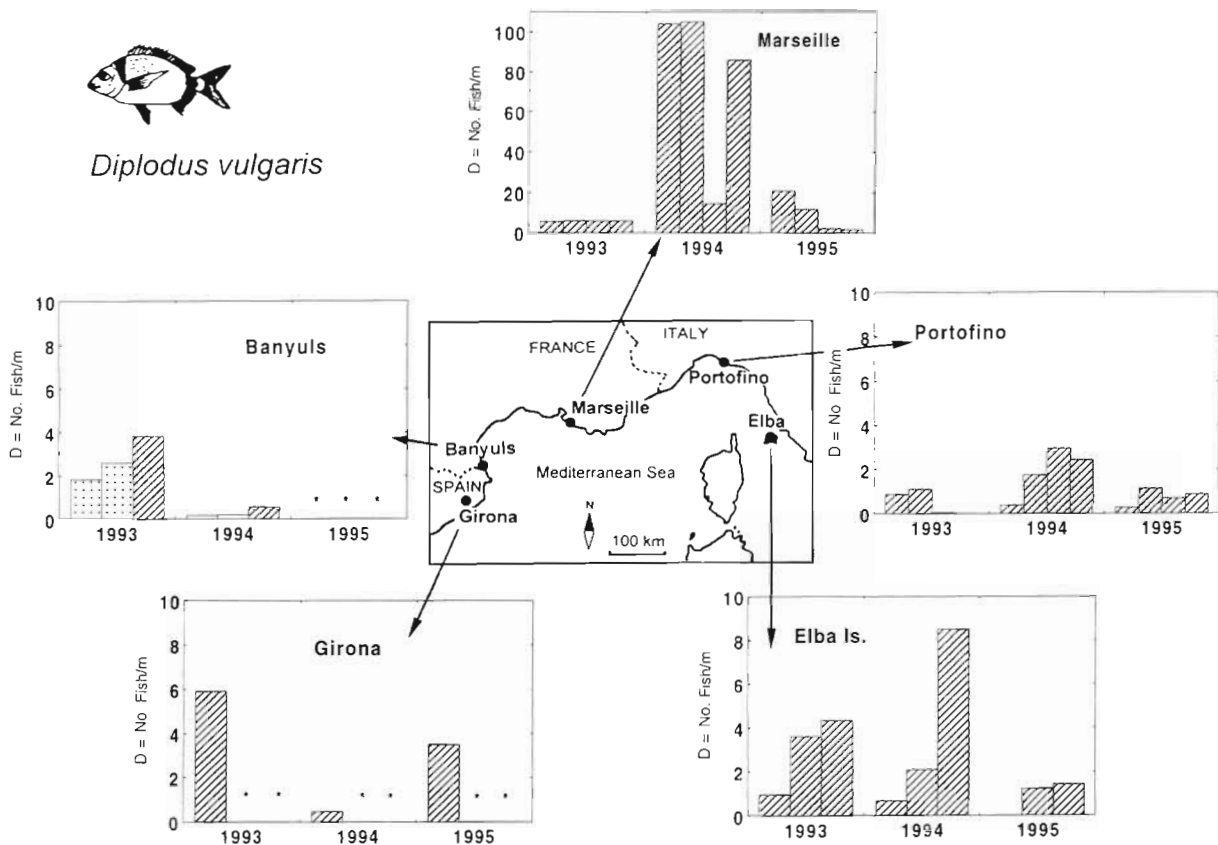 Diplodus vulgaris
Marseille
D = No. Fish/m
100
80
60
40
20
0
1993 1994 1995
Banyuls
D = No. Fish/m
10
8
6
4
2
0
* * *
1993 1994 1995
FRANCE
ITALY
Portofino
Marseille
Elba
Banyuls
Mediterranean Sea
SPAIN
Girona
N
100 km
Portofino
D = No Fish/m
10
8
6
4
2
0
1993 1994 1995
Girona
D = No Fish/m
10
8
6
4
2
0
* * * * * *
1993 1994 1995
Elba Is.
D = No. Fish/m
10
8
6
4
2
0
1993 1994 1995